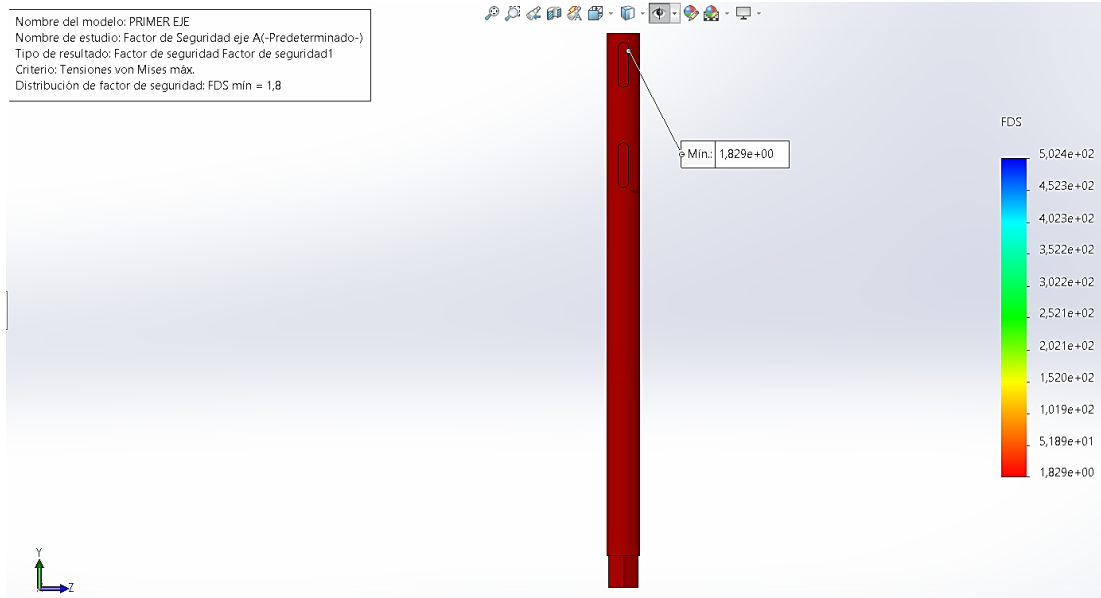 Nombre del modelo: PRIMER EJE
Nombre de estudio: Factor de Seguridad eje A(-Predeterminado-)
Tipo de resultado: Factor de seguridad Factor de seguridad1
Criterio: Tensiones von Mises máx.
Distribución de factor de seguridad: FDS mín = 1,8
Mín.: 1,829e+00
FDS
5,024e+02
4,523e+02
4,023e+02
3,522e+02
3,022e+02
2,521e+02
2,021e+02
1,520e+02
1,019e+02
5,189e+01
1,829e+00
Y
Z